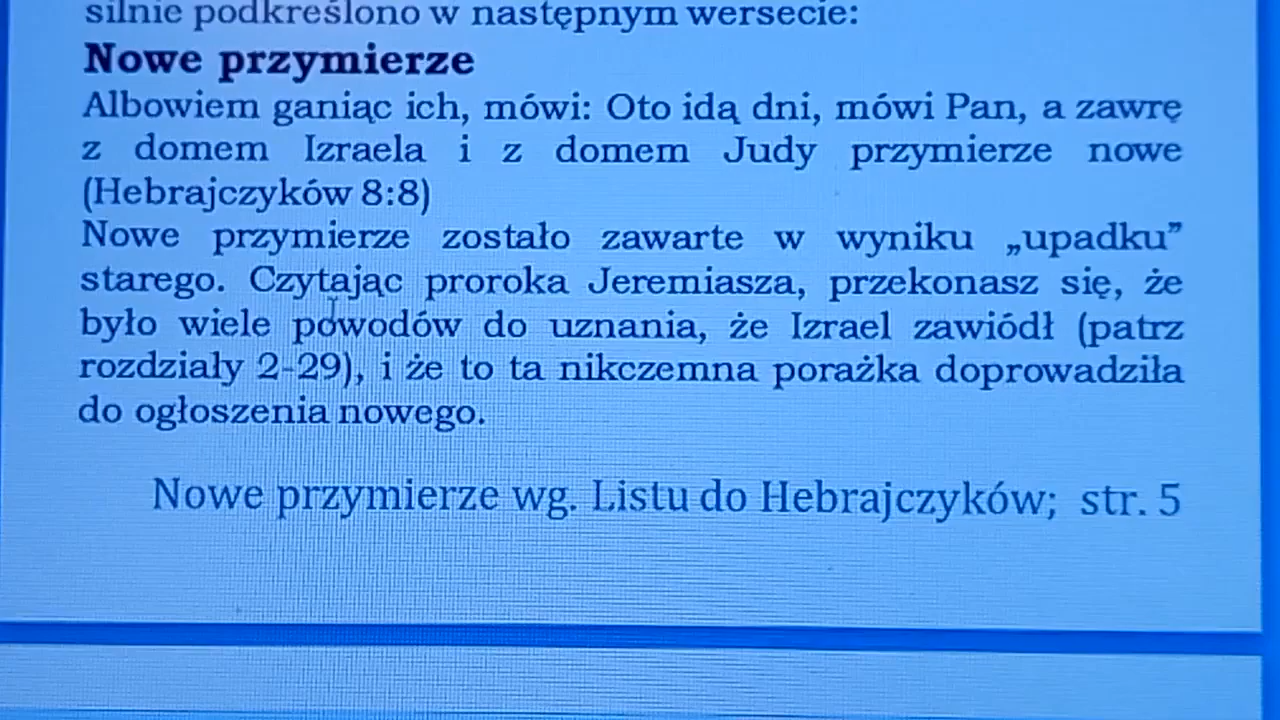 silnie podkreślono w następnym wersecie:
Nowe przymierze
Albowiem ganiąc ich, mówi: Oto idą dni, mówi Pan, a zawrę
z domem Izraela i z domem Judy przymierze nowe
(Hebrajczyków 8:8)
Nowe przymierze zostało zawarte w wyniku „upadku”
starego. Czytając proroka Jeremiasza, przekonasz się, że
było wiele powodów do uznania, że Izrael zawiódł (patrz
rozdziały 2-29), i że to ta nikczemna porażka doprowadziła
do ogłoszenia nowego.
Nowe przymierze wg. Listu do Hebrajczyków; str. 5